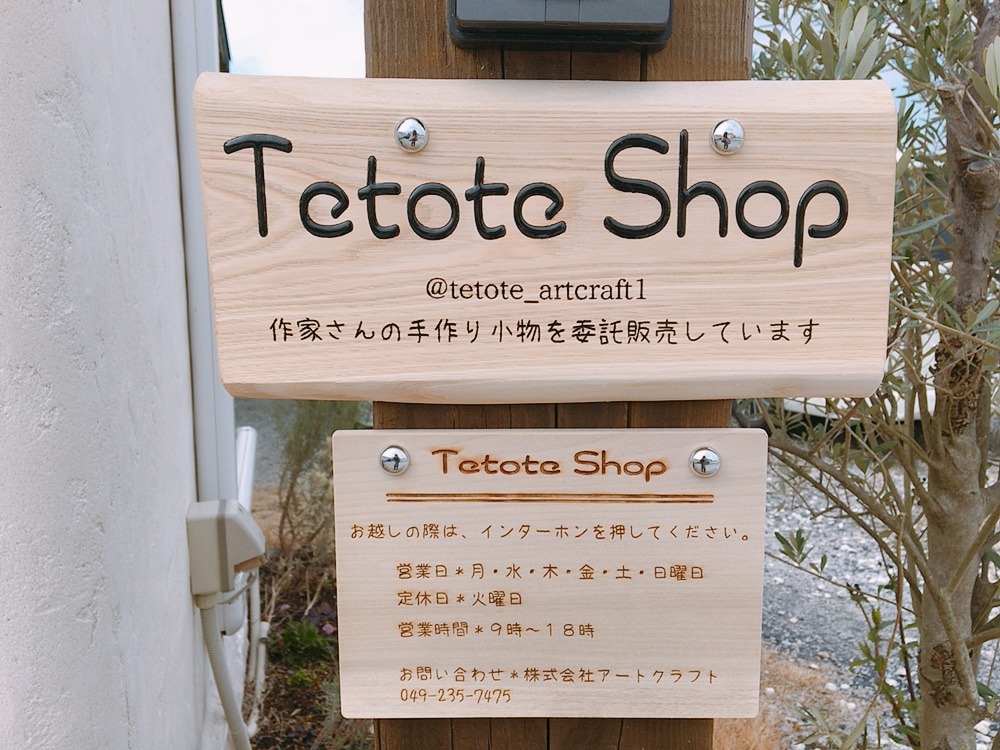 Tetote Shop
@tetote_artcraft1
作家さんの手作り小物を委託販売しています
Tetote Shop
お越しの際は、インターホンを押してください。
営業日＊月・水・木・金・土・日曜日
定休日＊火曜日
営業時間＊９時～１８時
お問い合わせ＊株式会社アートクラフト
049-235-7475